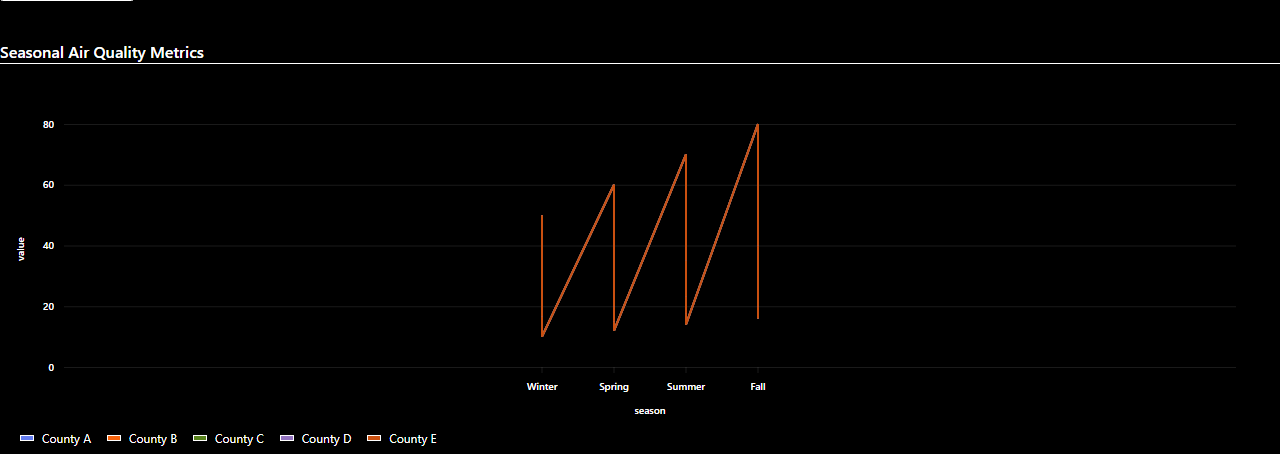 Seasonal Air Quality Metrics
80
60
40
20
0
value
Winter Spring Summer Fall
season
County A County B County C County D County E